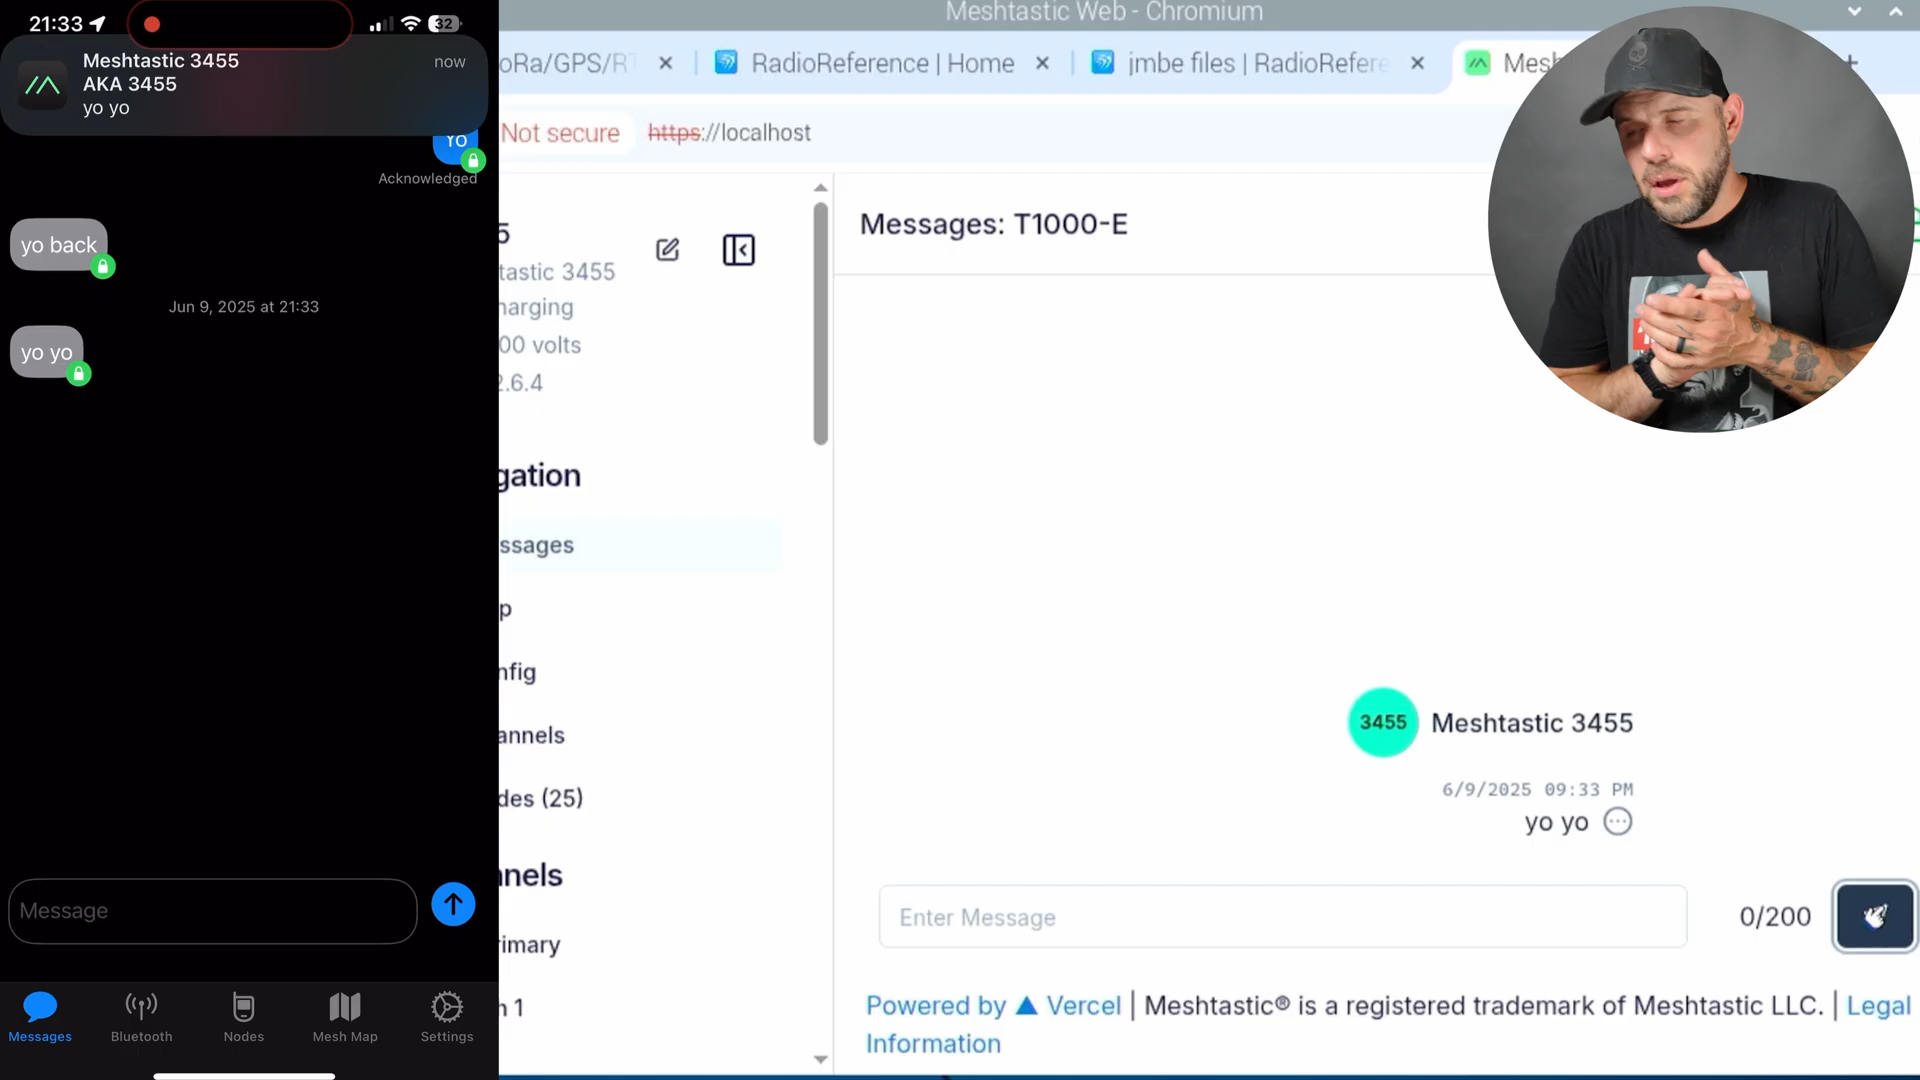 21:33
32
Meshtastic 3455
now
AKA 3455
yo yo
Yo
Acknowledged
yo back
Jun 9, 2025 at 21:33
yo yo
Message
Messages
Bluetooth
Nodes
Mesh Map
Settings
Meshtastic Web - Chromium
oRa/GPS/RT
RadioReference | Home
jmbe files | RadioRefere
Mes
Not secure
https://localhost
5
tastic 3455
harging
00 volts
2.6.4
gation
ssages
p
nfig
annels
des (25)
nnels
rimary
n 1
Messages: T1000-E
3455
Meshtastic 3455
6/9/2025 09:33 PM
yo yo
Enter Message
0/200
Powered by ▲ Vercel | Meshtastic® is a registered trademark of Meshtastic LLC. | Legal
Information